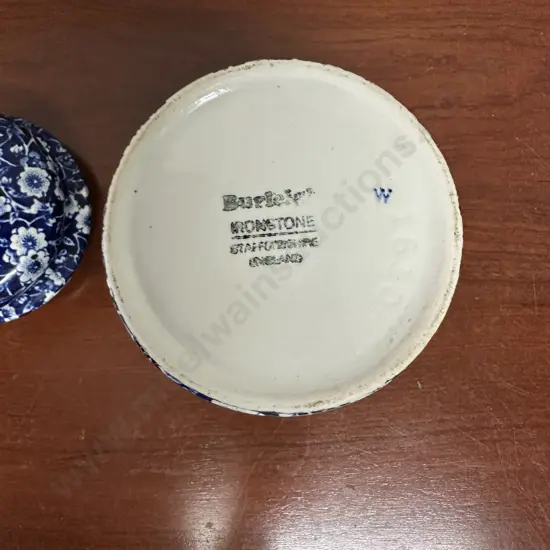 Burleigh
IRONSTONE
STAFFORDSHIRE
ENGLAND
W